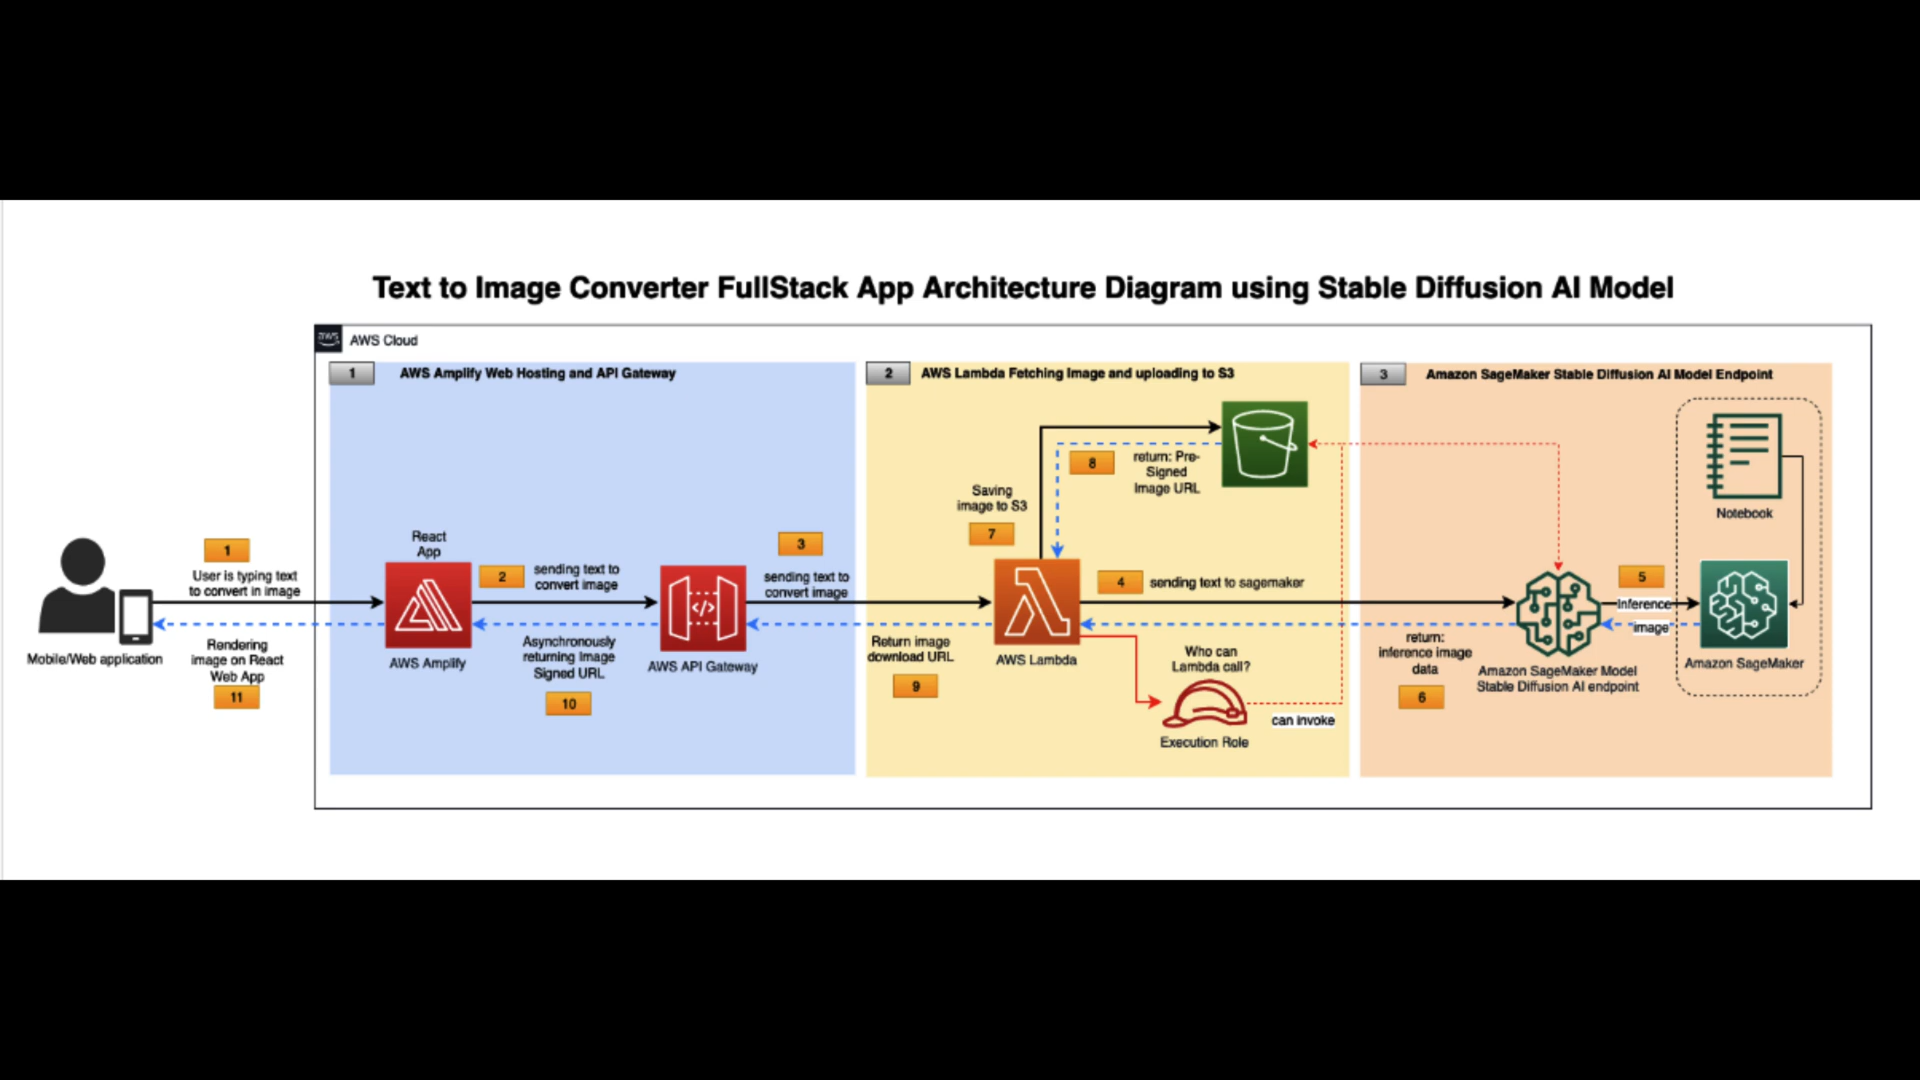 Text to Image Converter FullStack App Architecture Diagram using Stable Diffusion AI Model
aws
AWS Cloud
1
AWS Amplify Web Hosting and API Gateway
2
AWS Lambda Fetching Image and uploading to S3
3
Amazon SageMaker Stable Diffusion AI Model Endpoint
1
User is typing text
to convert in image
Mobile/Web application
Rendering
image on React
Web App
11
React
App
AWS Amplify
2
sending text to
convert image
Asynchronously
returning Image
Signed URL
10
AWS API Gateway
3
sending text to
convert image
Return image
download URL
9
Saving
image to S3
7
8
return: Pre-
Signed
Image URL
AWS Lambda
4
sending text to sagemaker
Who can
Lambda call?
Execution Role
can invoke
return:
inference image
data
6
Amazon SageMaker Model
Stable Diffusion AI endpoint
5
Inference
image
Notebook
Amazon SageMaker